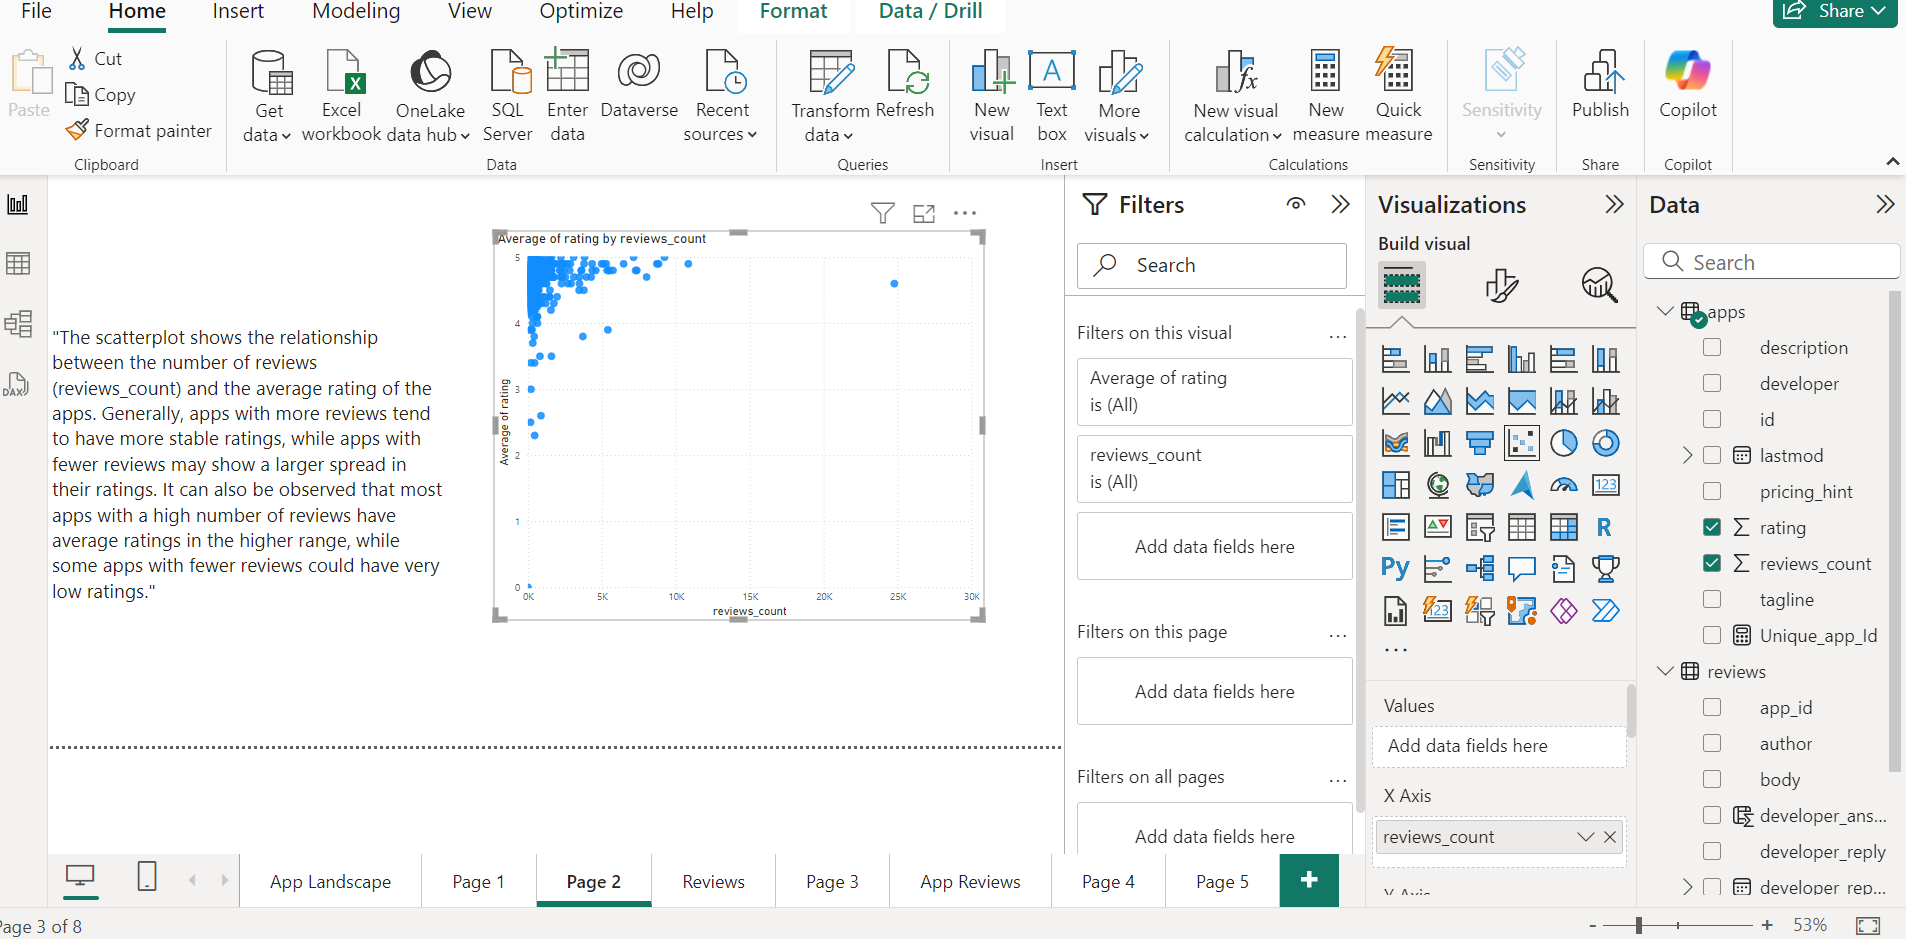 File Home Insert Modeling View Optimize Help Format Data / Drill Share
Paste
Cut
Copy
Format painter
Clipboard
Get data
Excel workbook
OneLake data hub
SQL Server
Enter data
Dataverse
Recent sources
Data
Transform data
Refresh
Queries
New visual
Text box
More visuals
Insert
New visual calculation
New measure
Quick measure
Calculations
Sensitivity
Sensitivity
Publish
Share
Copilot
Copilot
DAX
"The scatterplot shows the relationship
between the number of reviews
(reviews_count) and the average rating of the
apps. Generally, apps with more reviews tend
to have more stable ratings, while apps with
fewer reviews may show a larger spread in
their ratings. It can also be observed that most
apps with a high number of reviews have
average ratings in the higher range, while
some apps with fewer reviews could have very
low ratings."
Average of rating by reviews_count
Average of rating
5
4
3
2
1
0
0K 5K 10K 15K 20K 25K 30K
reviews_count
Filters
Search
Filters on this visual
Average of rating
is (All)
reviews_count
is (All)
Add data fields here
Filters on this page
Add data fields here
Filters on all pages
Add data fields here
Visualizations
Build visual
123
R
Py
123
Values
Add data fields here
X Axis
reviews_count
Y Axis
Data
Search
apps
description
developer
id
lastmod
pricing_hint
rating
reviews_count
tagline
Unique_app_Id
reviews
app_id
author
body
developer_ans...
developer_reply
developer_rep...
App Landscape Page 1 Page 2 Reviews Page 3 App Reviews Page 4 Page 5 +
Page 3 of 8
- + 53%